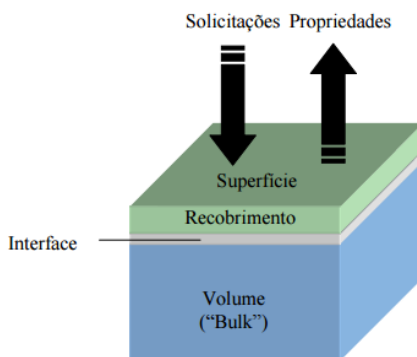 Solicitações Propriedades
Superfície
Recobrimento
Interface
Volume
(“Bulk”)